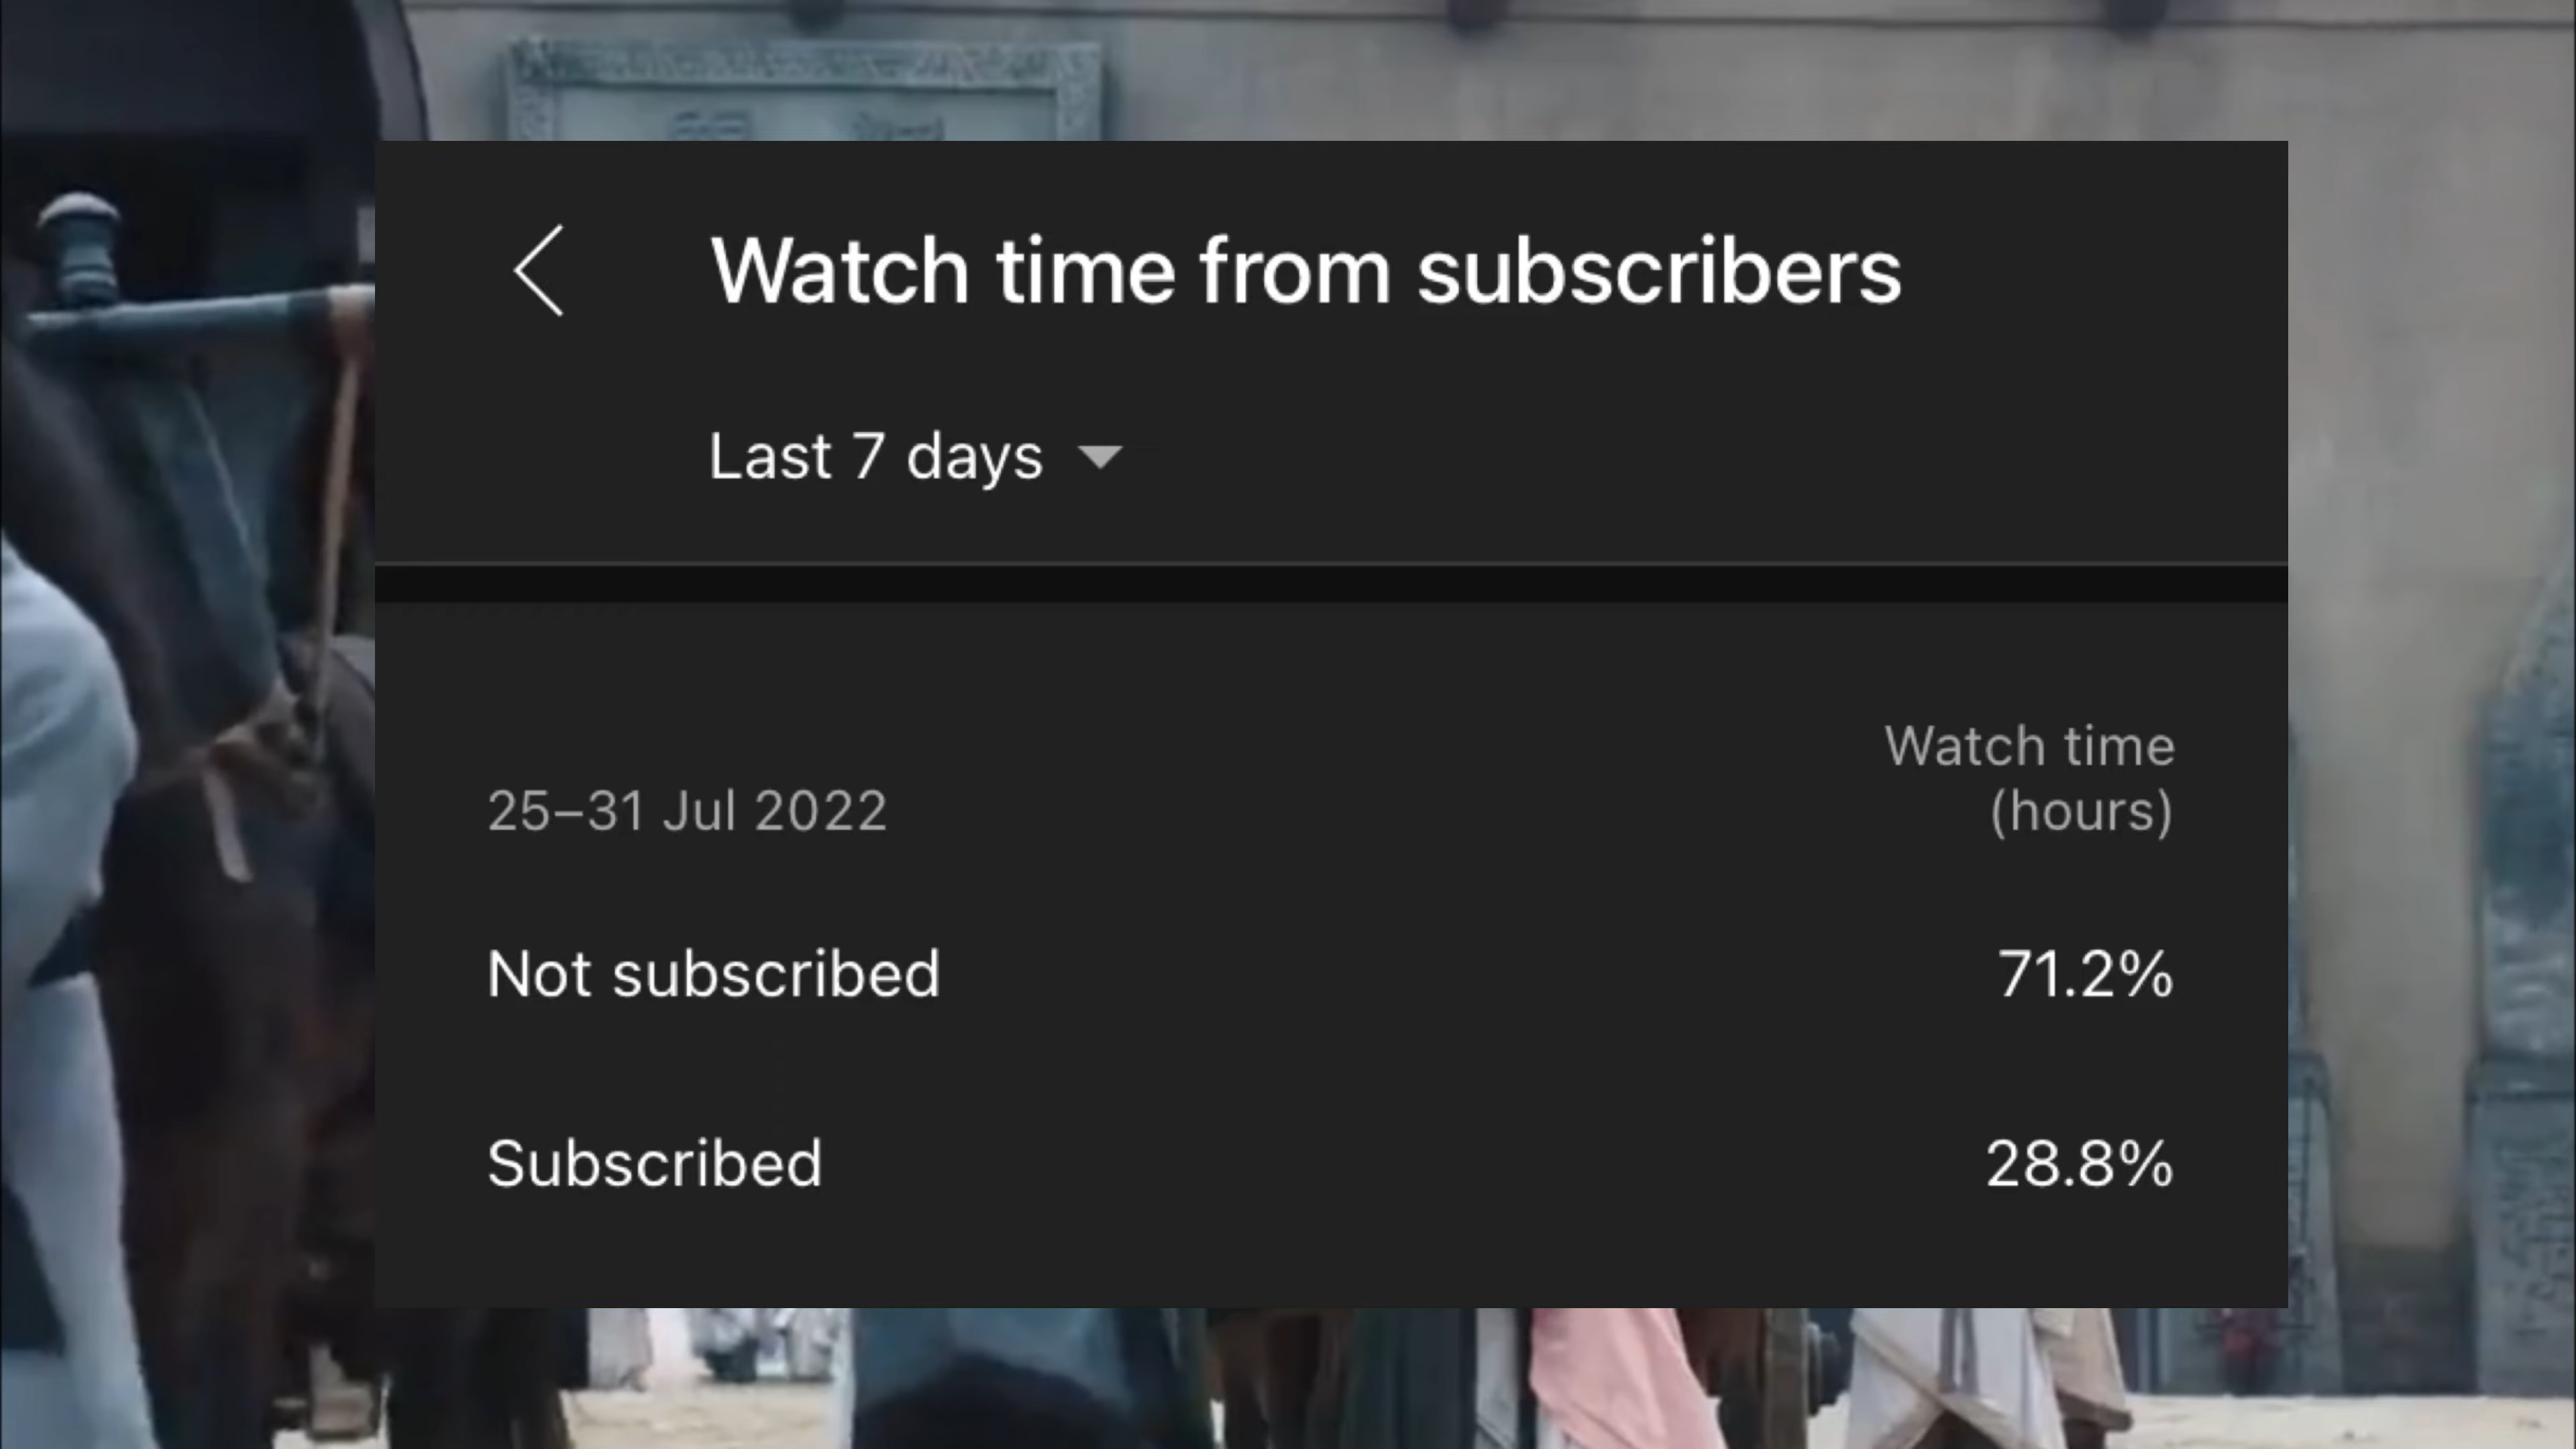 Watch time from subscribers
Last 7 days
Watch time
(hours)
25–31 Jul 2022
Not subscribed 71.2%
Subscribed 28.8%